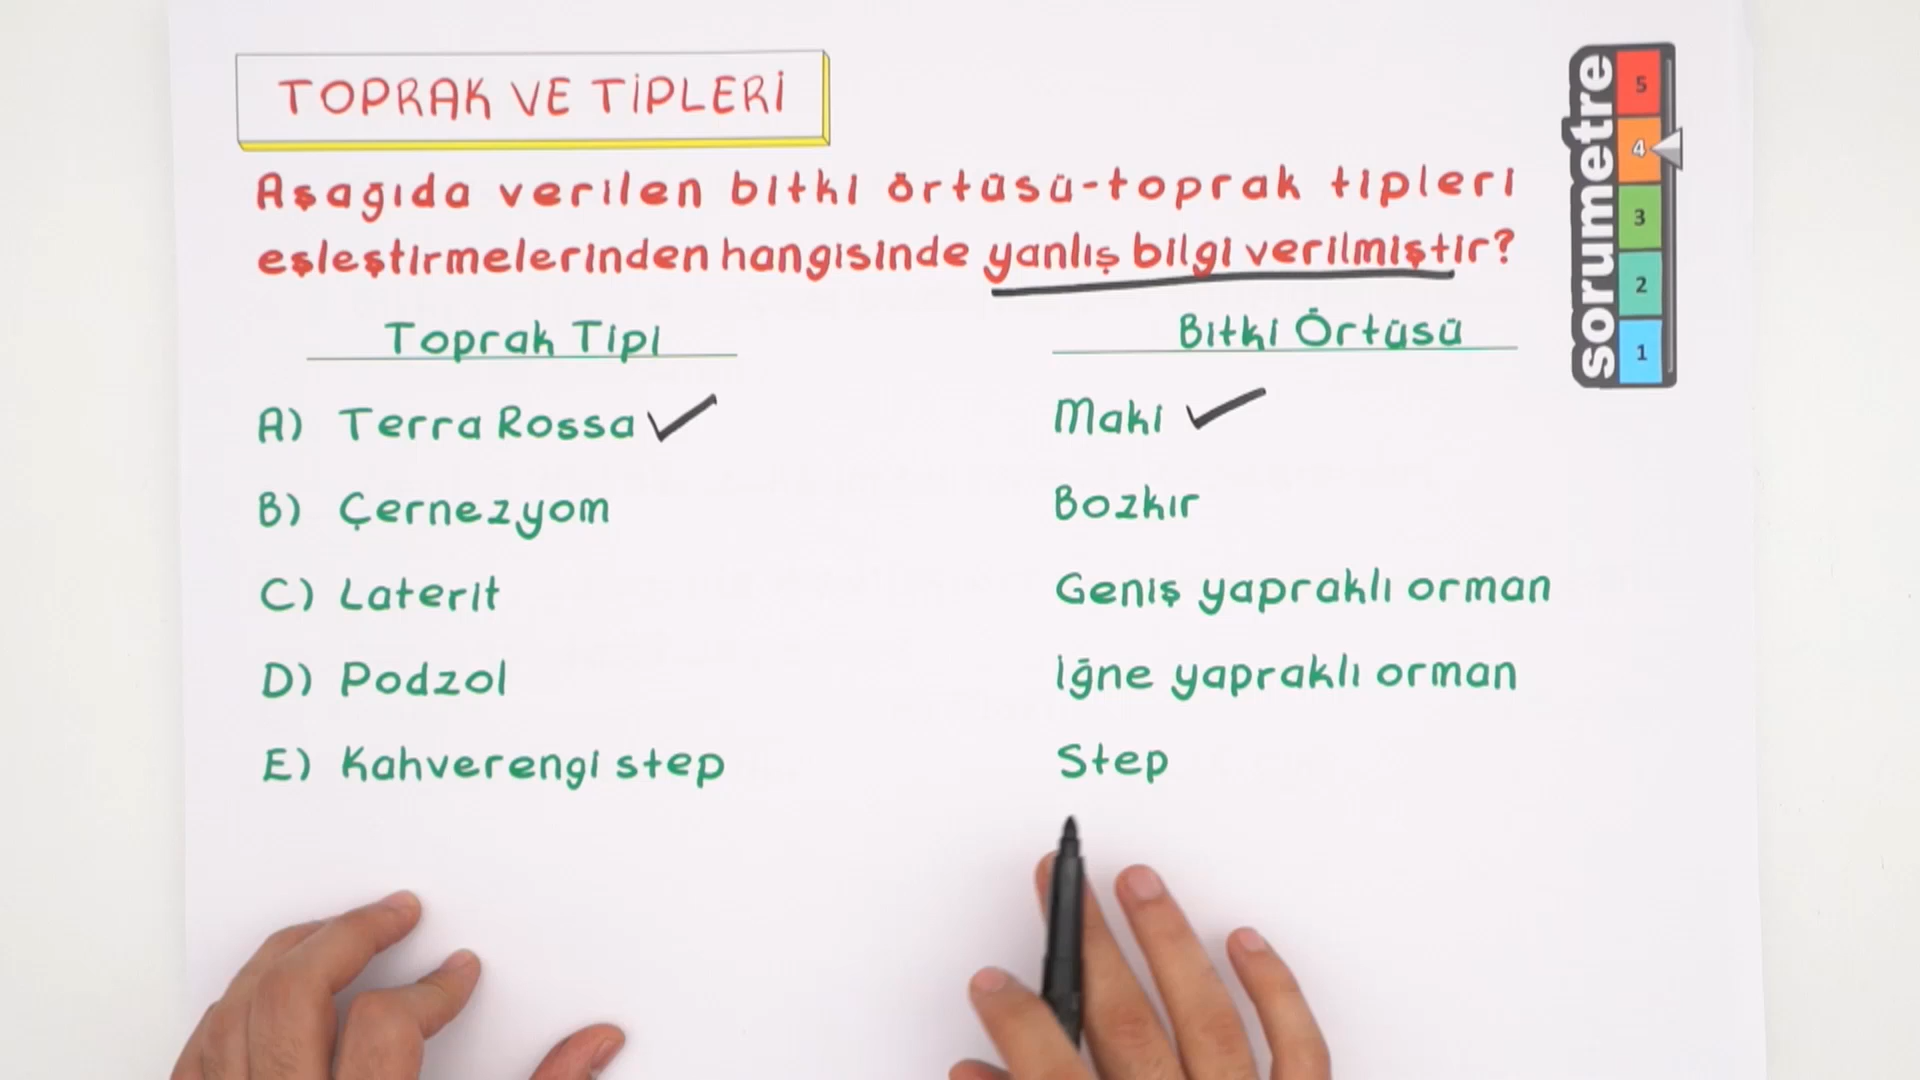 TOPRAK VE TİPLERİ
Aşağıda verilen bitki örtüsü-toprak tipleri
eşleştirmelerinden hangisinde yanlış bilgi verilmiştir?
Toprak Tipi Bitki Örtüsü
A) Terra Rossa Maki
B) Çernezyom Bozkır
C) Laterit Geniş yapraklı orman
D) Podzol İğne yapraklı orman
E) Kahverengi step Step
sorumetre
5
4
3
2
1